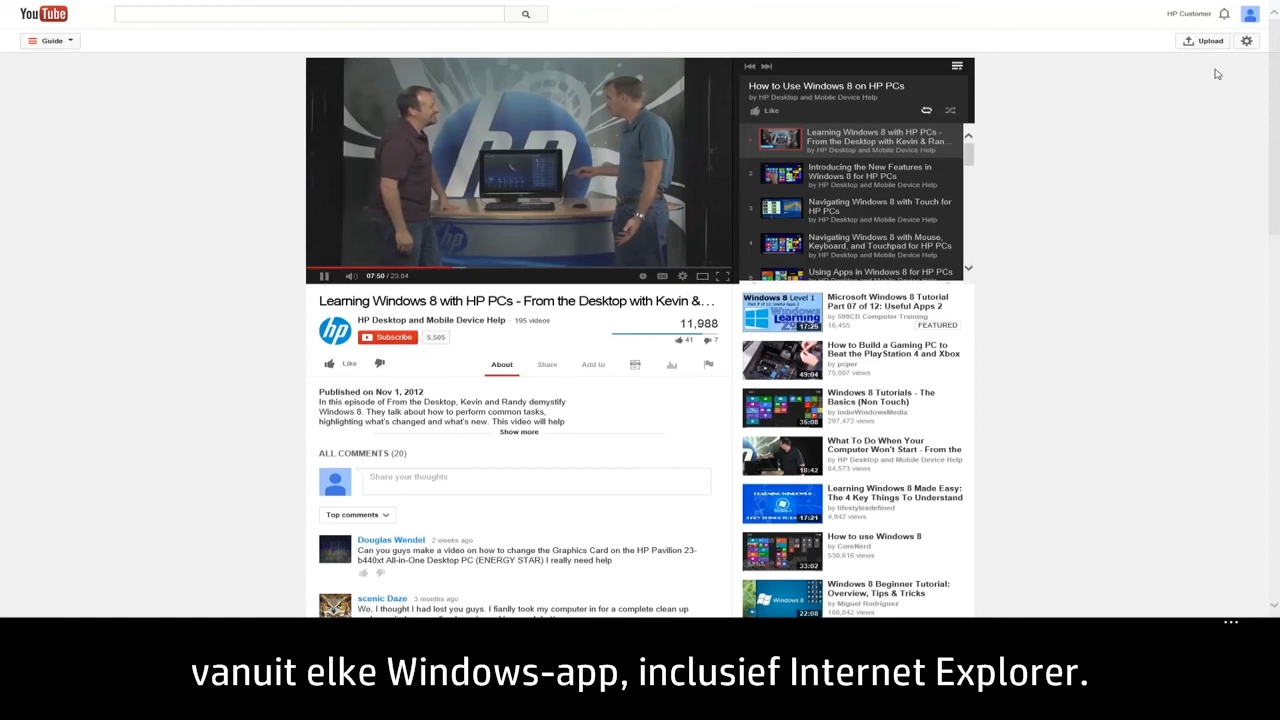 YouTube
HP Customer
Guide
Upload
How to Use Windows 8 on HP PCs
by HP Desktop and Mobile Device Help
Like
Learning Windows 8 with HP PCs -
From the Desktop with Kevin & Ran...
by HP Desktop and Mobile Device Help
2
Introducing the New Features in
Windows 8 for HP PCs
by HP Desktop and Mobile Device Help
3
Navigating Windows 8 with Touch for
HP PCs
by HP Desktop and Mobile Device Help
4
Navigating Windows 8 with Mouse,
Keyboard, and Touchpad for HP PCs
by HP Desktop and Mobile Device Help
Using Apps in Windows 8 for HP PCs
hp
hp
07:50 / 23:04
Learning Windows 8 with HP PCs - From the Desktop with Kevin &...
hp
HP Desktop and Mobile Device Help · 195 videos
Subscribe 5,505
11,988
41 7
Like
About Share Add to
Published on Nov 1, 2012
In this episode of From the Desktop, Kevin and Randy demystify
Windows 8. They talk about how to perform common tasks,
highlighting what's changed and what's new. This video will help
Show more
ALL COMMENTS (20)
Share your thoughts
Top comments
Douglas Wendel 2 weeks ago
Can you guys make a video on how to change the Graphics Card on the HP Pavilion 23-
b440xt All-in-One Desktop PC (ENERGY STAR) I really need help
scenic Daze 3 months ago
Wo, I thought I had lost you guys. I fianlly took my computer in for a complete clean up
Windows 8 Level 1
Windows
Learning
17:25
Microsoft Windows 8 Tutorial
Part 07 of 12: Useful Apps 2
by 599CD Computer Training
16,455 FEATURED
49:04
How to Build a Gaming PC to
Beat the PlayStation 4 and Xbox
by pcper
75,007 views
Windows 8 Tutorials - The
Basics (Non Touch)
by IndieWindowsMedia
297,472 views
18:42
What To Do When Your
Computer Won't Start - From the
by HP Desktop and Mobile Device Help
84,573 views
17:21
Learning Windows 8 Made Easy:
The 4 Key Things To Understand
by lifestylesdefined
4,942 views
33:02
How to use Windows 8
by CoreNerd
530,616 views
Windows 8
22:08
Windows 8 Beginner Tutorial:
Overview, Tips & Tricks
by Miguel Rodriguez
186,842 views
vanuit elke Windows-app, inclusief Internet Explorer.